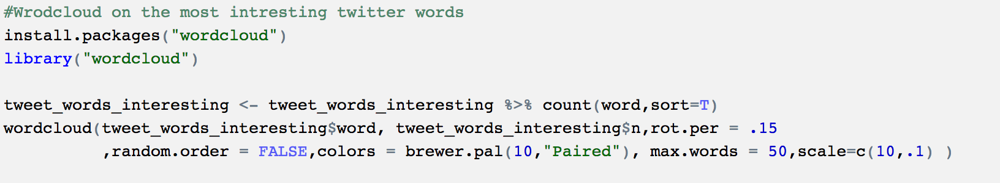 #Wrodcloud on the most intresting twitter words
install.packages("wordcloud")
library("wordcloud")
tweet_words_interesting <- tweet_words_interesting %>% count(word,sort=T)
wordcloud(tweet_words_interesting$word, tweet_words_interesting$n,rot.per = .15
,random.order = FALSE,colors = brewer.pal(10,"Paired"), max.words = 50,scale=c(10,.1) )